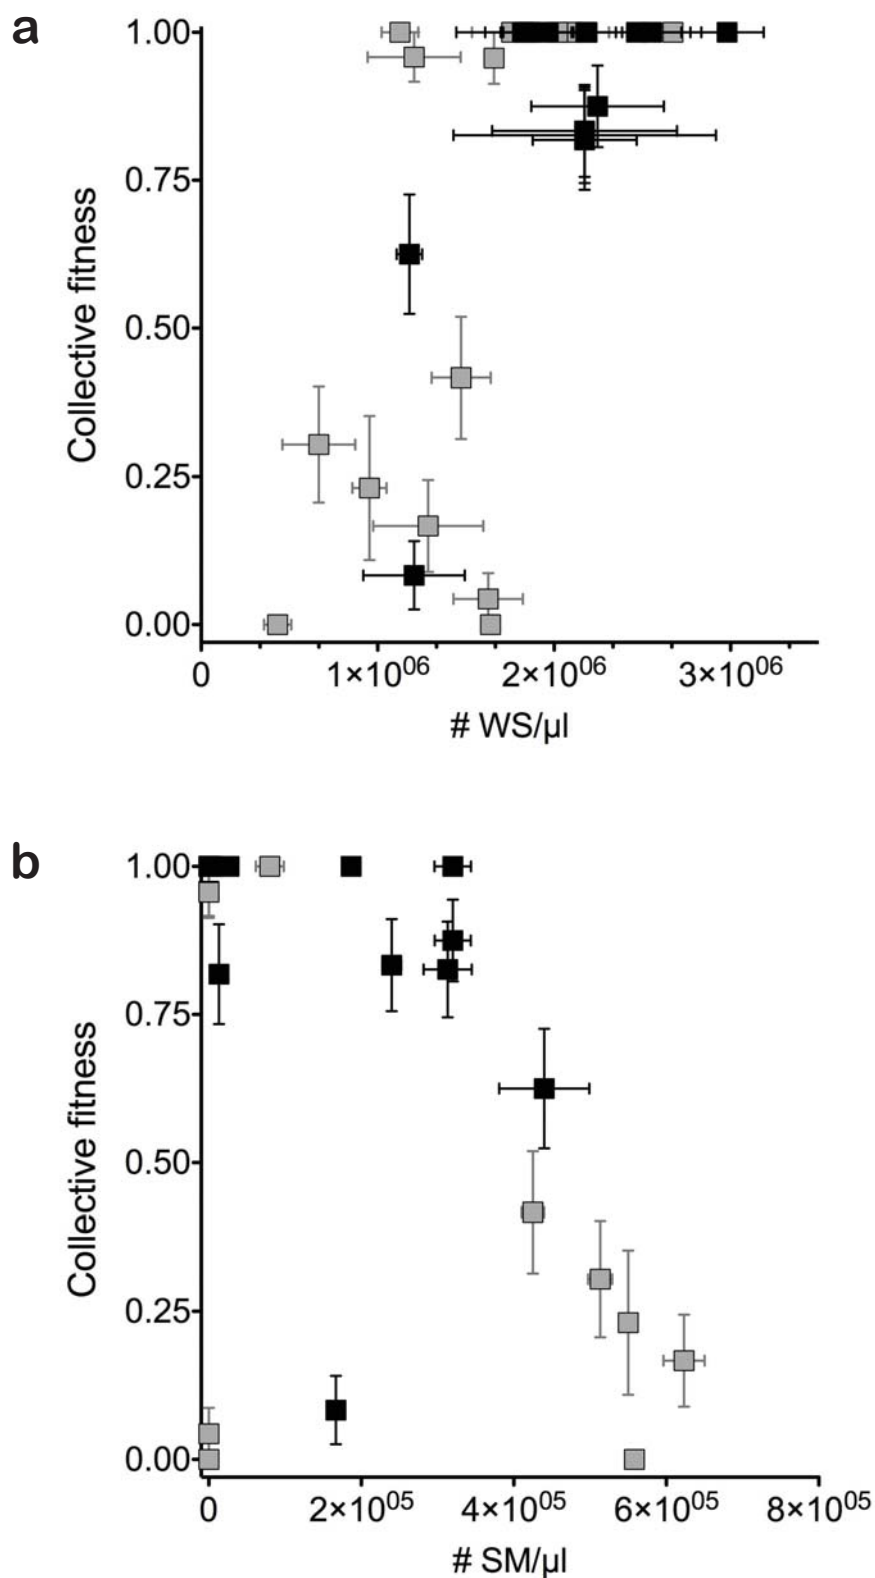 a
1.00
0.75
0.50
0.25
0.00
Collective fitness
0 1×10⁰⁶ 2×10⁰⁶ 3×10⁰⁶
# WS/µl
b
1.00
0.75
0.50
0.25
0.00
Collective fitness
0 2×10⁰⁵ 4×10⁰⁵ 6×10⁰⁵ 8×10⁰⁵
# SM/µl